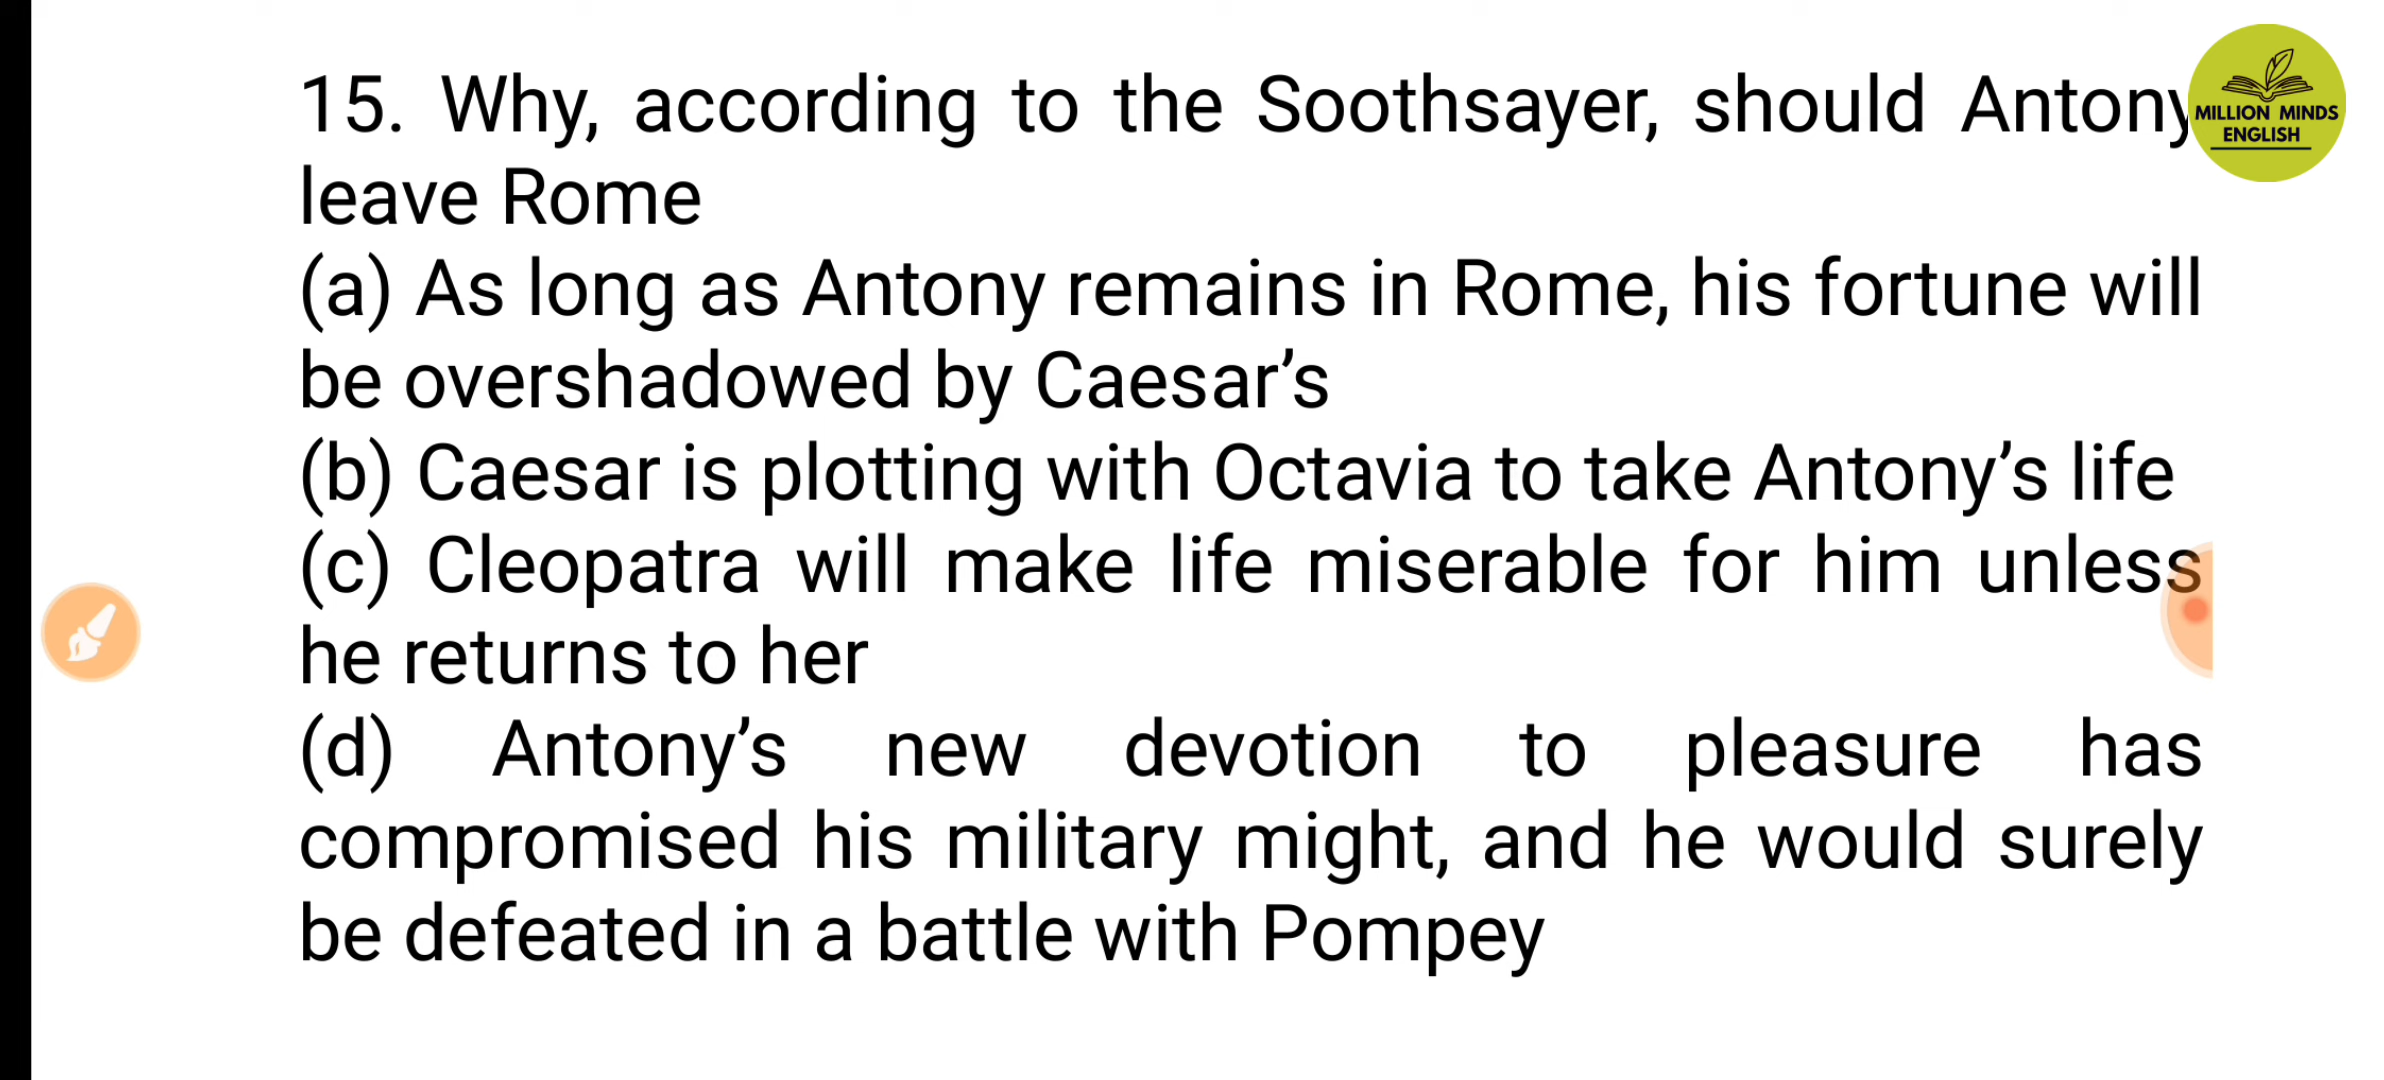 15. Why, according to the Soothsayer, should Antony
leave Rome
(a) As long as Antony remains in Rome, his fortune will
be overshadowed by Caesar’s
(b) Caesar is plotting with Octavia to take Antony’s life
(c) Cleopatra will make life miserable for him unless
he returns to her
(d) Antony’s new devotion to pleasure has
compromised his military might, and he would surely
be defeated in a battle with Pompey
MILLION MINDS
ENGLISH